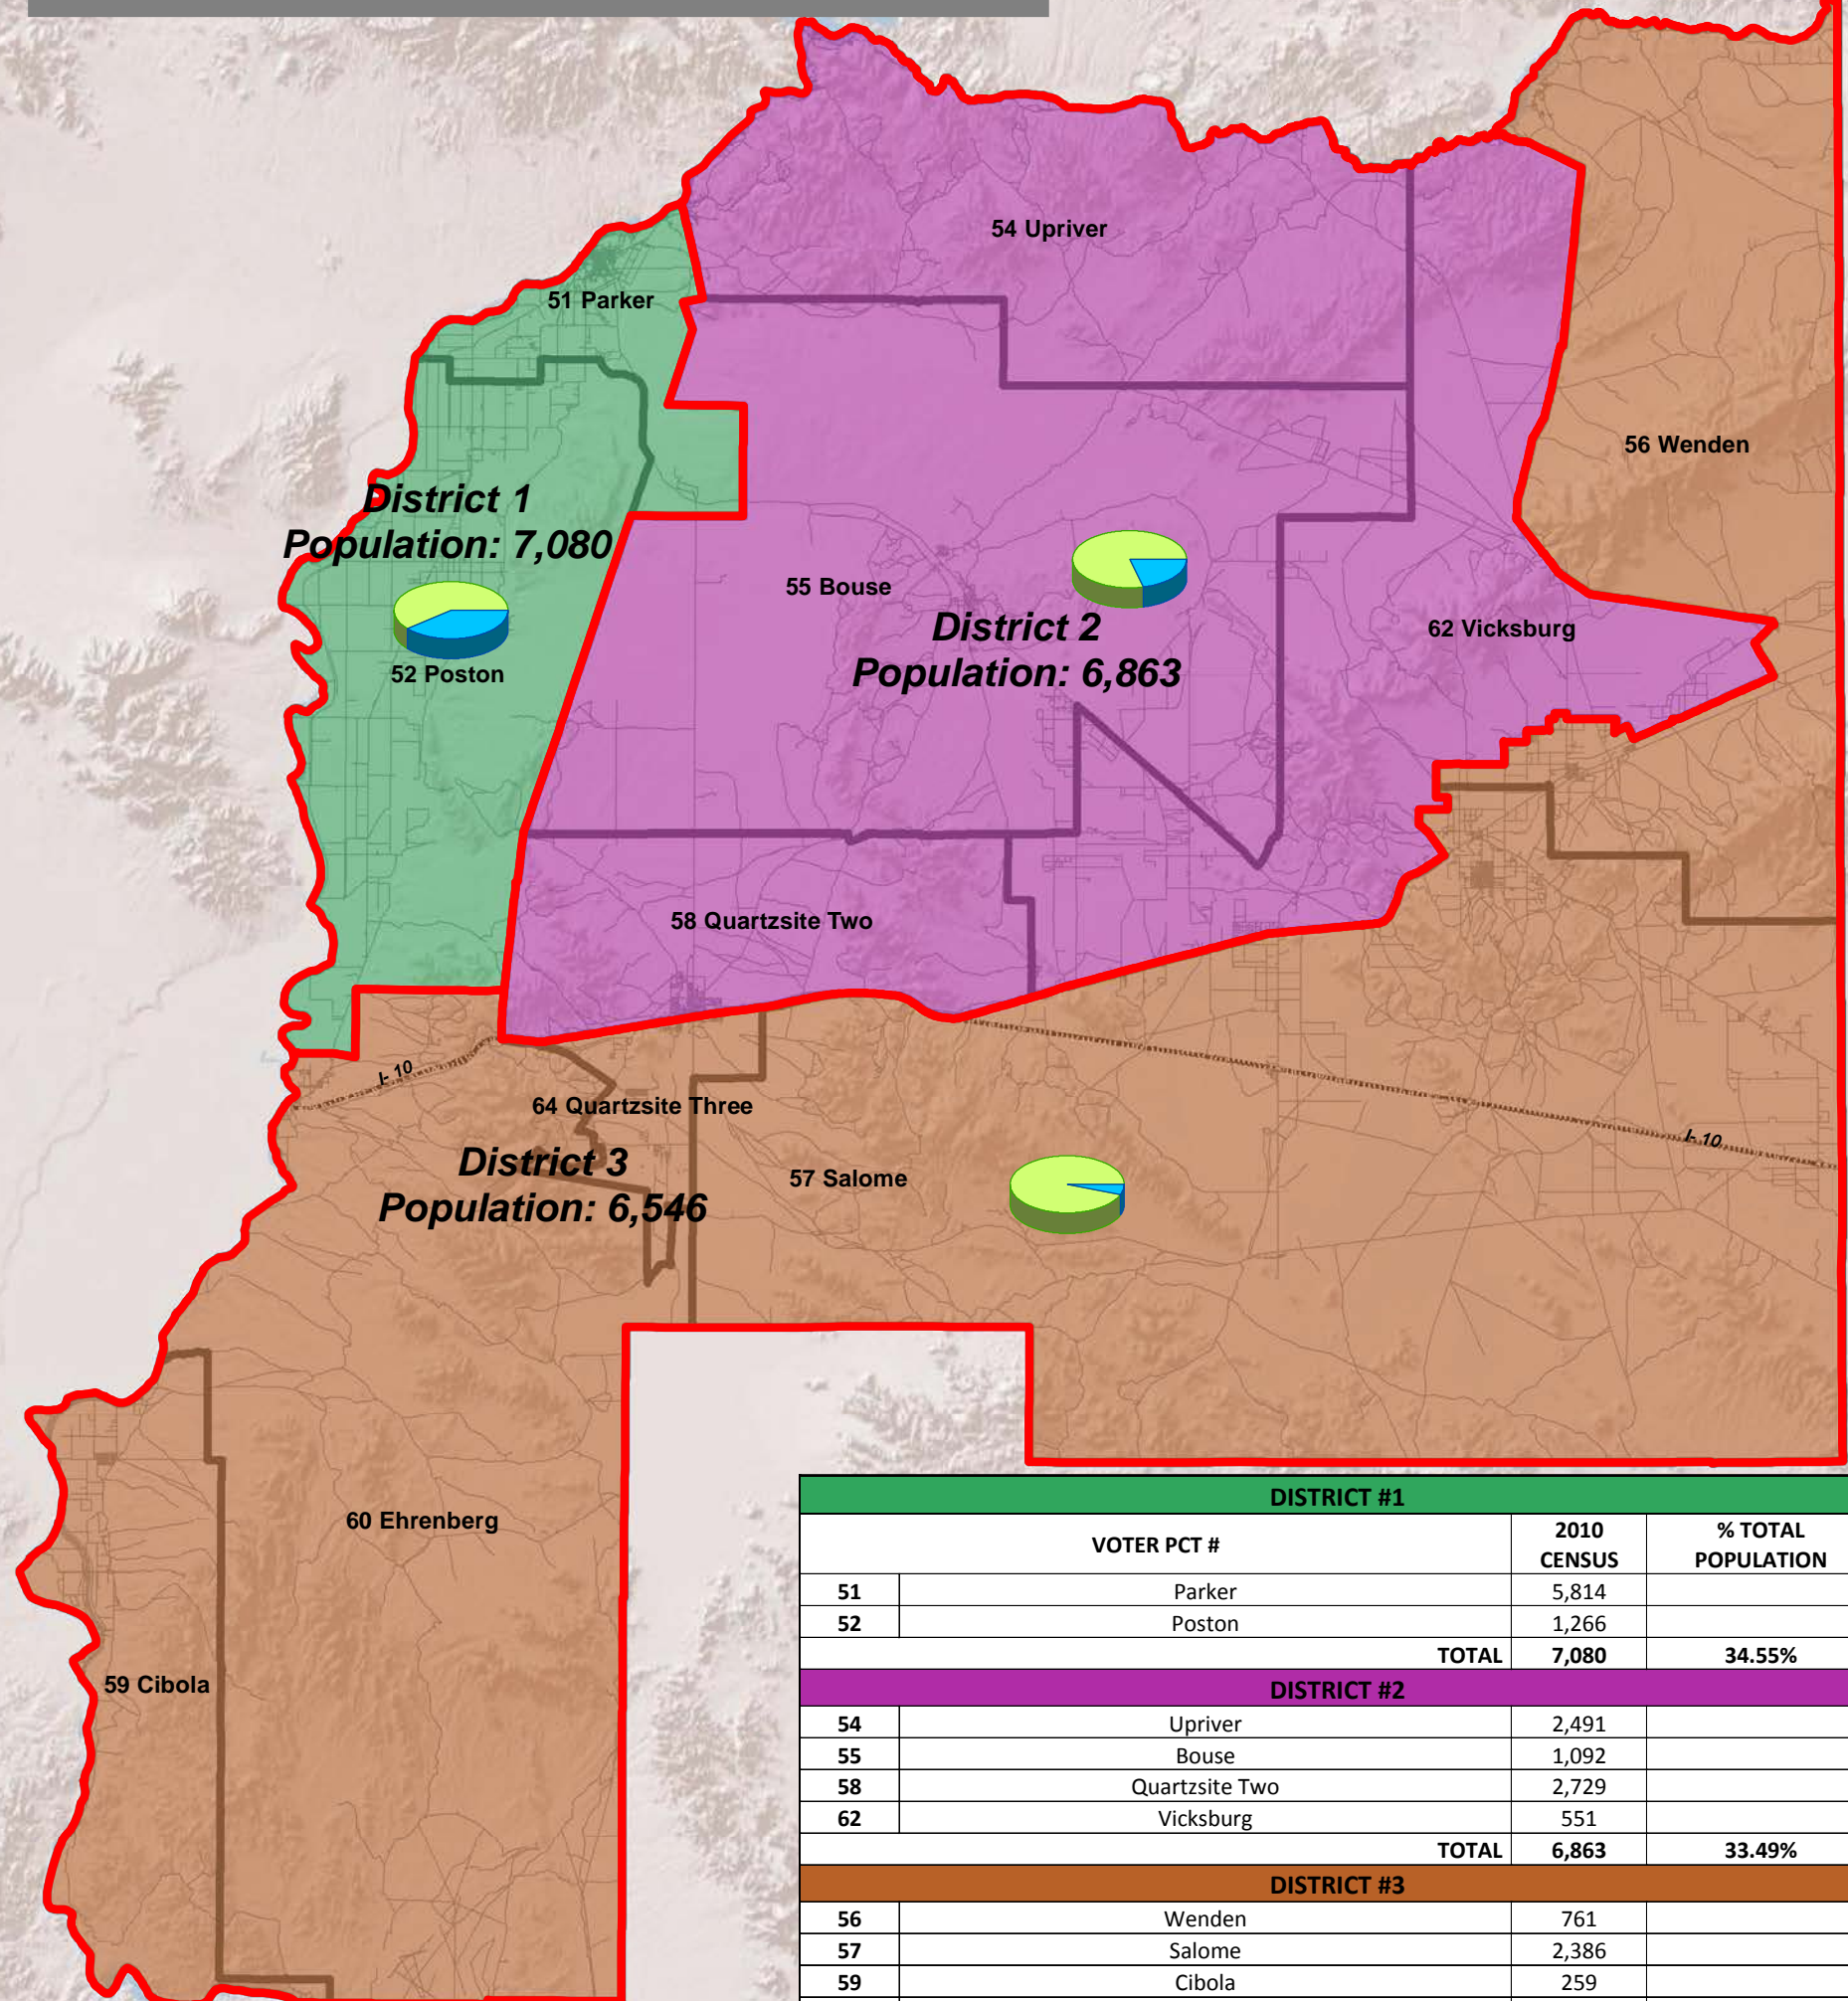 54 Upriver
51 Parker
56 Wenden
District 1
Population: 7,080
55 Bouse
District 2
Population: 6,863
62 Vicksburg
52 Poston
58 Quartzsite Two
I- 10
64 Quartzsite Three
I- 10
District 3
Population: 6,546
57 Salome
60 Ehrenberg
59 Cibola
DISTRICT #1
VOTER PCT # 2010 CENSUS % TOTAL POPULATION
51 Parker 5,814
52 Poston 1,266
TOTAL 7,080 34.55%
DISTRICT #2
54 Upriver 2,491
55 Bouse 1,092
58 Quartzsite Two 2,729
62 Vicksburg 551
TOTAL 6,863 33.49%
DISTRICT #3
56 Wenden 761
57 Salome 2,386
59 Cibola 259